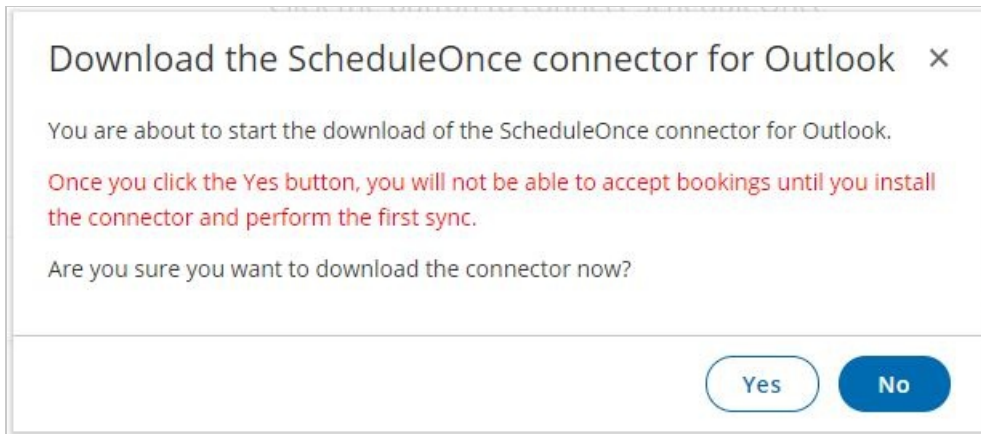 Download the ScheduleOnce connector for Outlook ×
You are about to start the download of the ScheduleOnce connector for Outlook.
Once you click the Yes button, you will not be able to accept bookings until you install
the connector and perform the first sync.
Are you sure you want to download the connector now?
Yes No